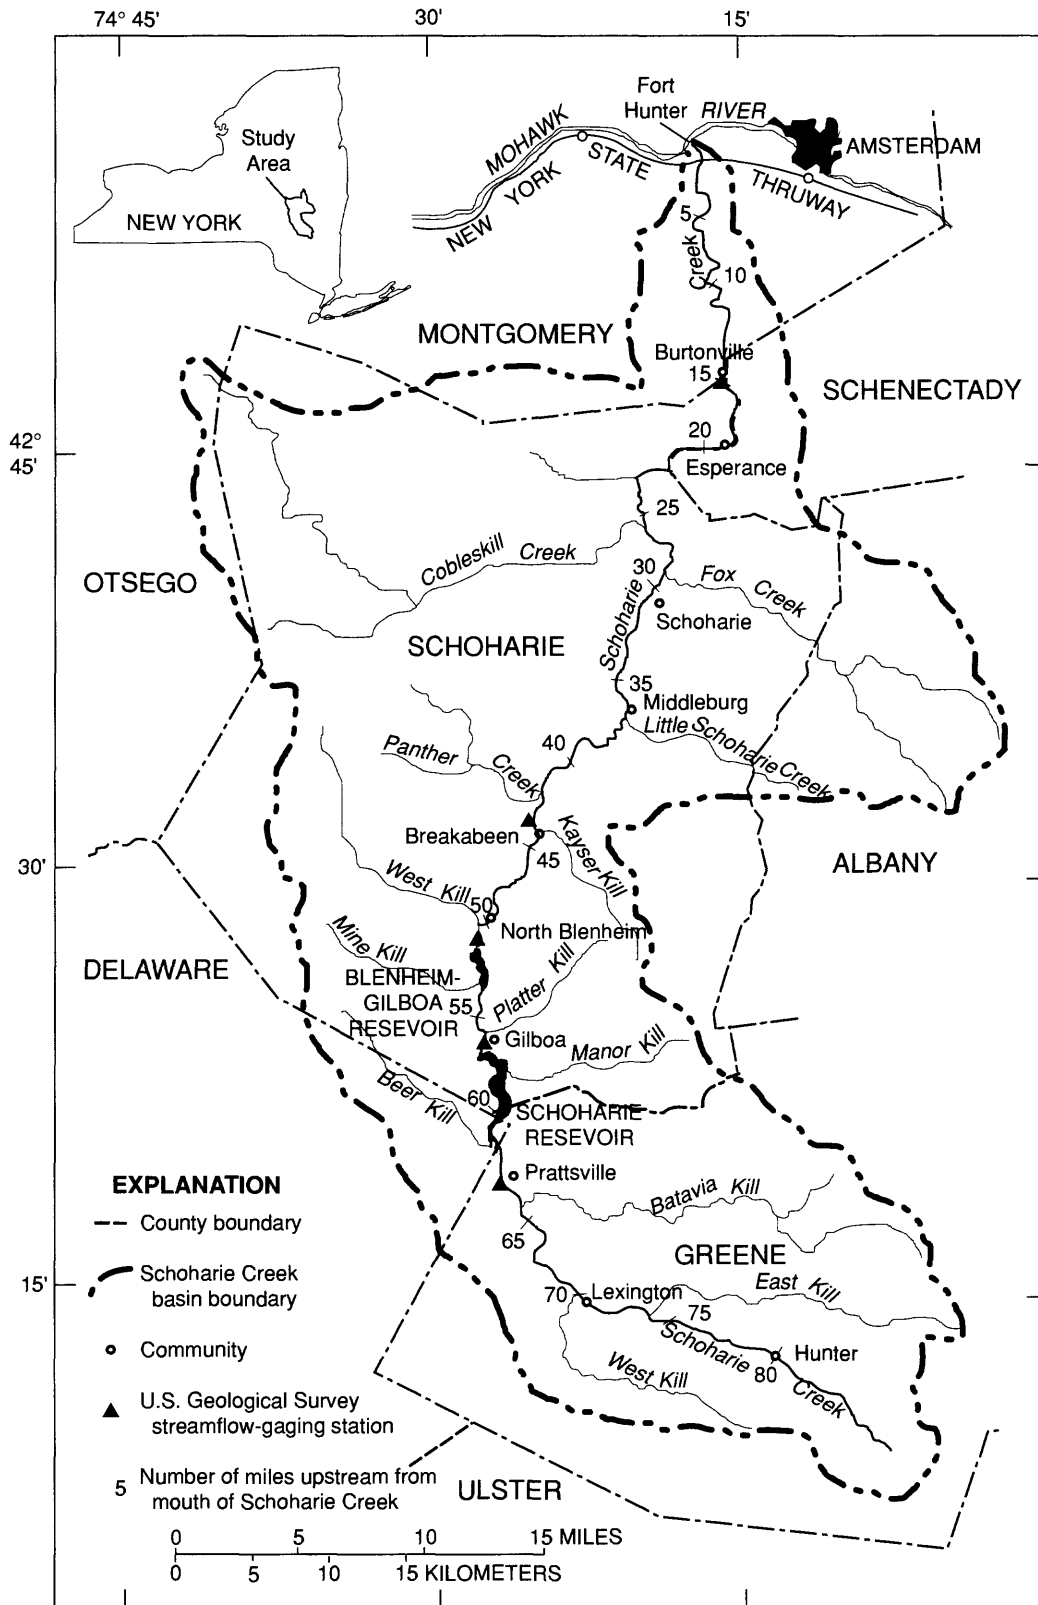 74° 45'
30'
15'
Fort
Hunter
RIVER
MOHAWK
AMSTERDAM
STATE
Study
Area
YORK
THRUWAY
NEW YORK
NEW
5
Creek
10
MONTGOMERY
Burtonville
15
SCHENECTADY
20
42°
45'
Esperance
25
Cobleskill Creek
30
Fox Creek
OTSEGO
Schoharie
Schoharie
SCHOHARIE
35
Middleburg
Little Schoharie Creek
40
Panther Creek
Breakabeen
Kayser Kill
45
30'
ALBANY
West Kill
50
North Blenheim
Mine Kill
DELAWARE
BLENHEIM-
GILBOA
RESEVOIR
55
Platter Kill
Gilboa
Manor Kill
Beer Kill
60
SCHOHARIE
RESEVOIR
Prattsville
EXPLANATION
County boundary
Batavia Kill
65
GREENE
Schoharie Creek
basin boundary
15'
70
Lexington
East Kill
75
Schoharie Creek
Hunter
80
West Kill
Community
U.S. Geological Survey
streamflow-gaging station
5 Number of miles upstream from
mouth of Schoharie Creek
ULSTER
0 5 10 15 MILES
0 5 10 15 KILOMETERS